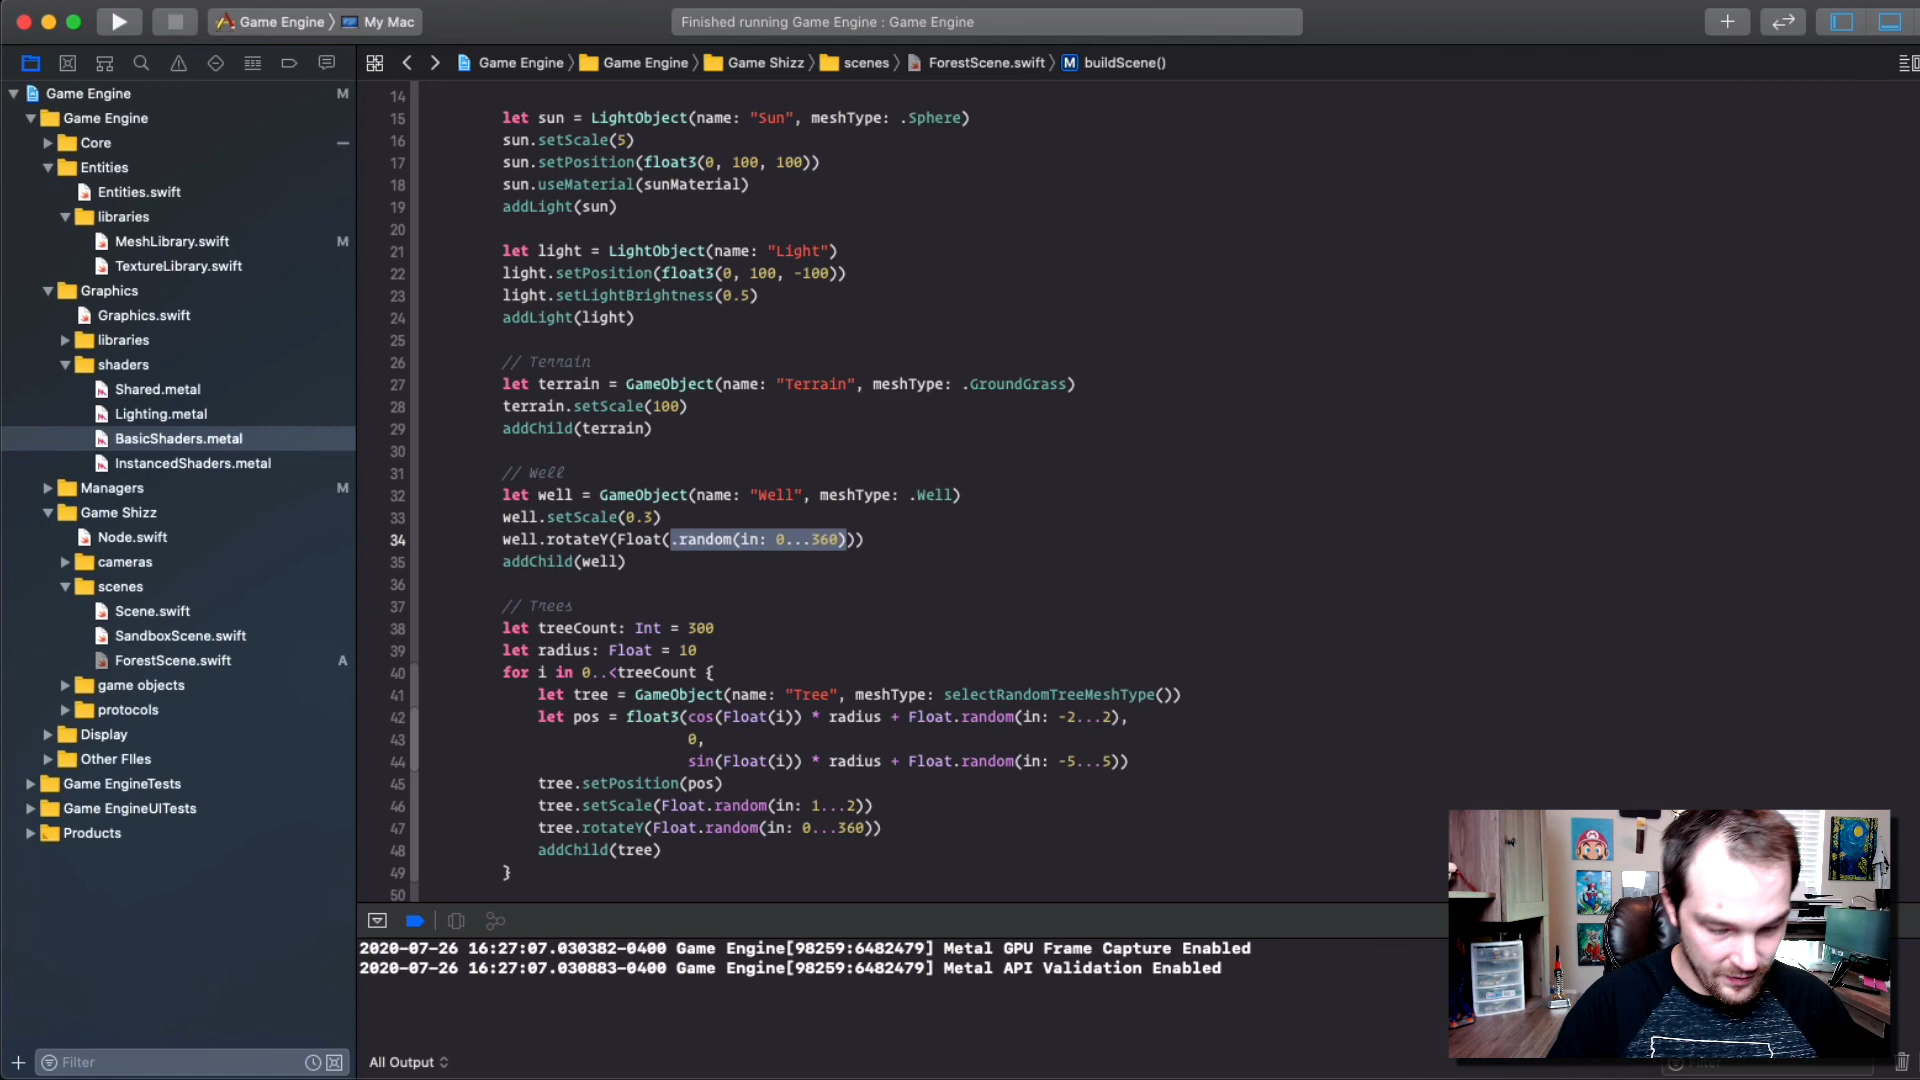 Game Engine
My Mac
Finished running Game Engine : Game Engine
Game Engine
Game Engine
Game Shizz
scenes
ForestScene.swift
M
buildScene()
Game Engine
M
Game Engine
Core
Entities
Entities.swift
libraries
MeshLibrary.swift
M
TextureLibrary.swift
Graphics
Graphics.swift
libraries
shaders
Shared.metal
Lighting.metal
BasicShaders.metal
InstancedShaders.metal
Managers
M
Game Shizz
Node.swift
cameras
scenes
Scene.swift
SandboxScene.swift
ForestScene.swift
A
game objects
protocols
Display
Other FIles
Game EngineTests
Game EngineUITests
Products
Filter
14
15 let sun = LightObject(name: "Sun", meshType: .Sphere)
16 sun.setScale(5)
17 sun.setPosition(float3(0, 100, 100))
18 sun.useMaterial(sunMaterial)
19 addLight(sun)
20
21 let light = LightObject(name: "Light")
22 light.setPosition(float3(0, 100, -100))
23 light.setLightBrightness(0.5)
24 addLight(light)
25
26 // Terrain
27 let terrain = GameObject(name: "Terrain", meshType: .GroundGrass)
28 terrain.setScale(100)
29 addChild(terrain)
30
31 // Well
32 let well = GameObject(name: "Well", meshType: .Well)
33 well.setScale(0.3)
34 well.rotateY(Float(.random(in: 0...360)))
35 addChild(well)
36
37 // Trees
38 let treeCount: Int = 300
39 let radius: Float = 10
40 for i in 0..<treeCount {
41 let tree = GameObject(name: "Tree", meshType: selectRandomTreeMeshType())
42 let pos = float3(cos(Float(i)) * radius + Float.random(in: -2...2),
43 0,
44 sin(Float(i)) * radius + Float.random(in: -5...5))
45 tree.setPosition(pos)
46 tree.setScale(Float.random(in: 1...2))
47 tree.rotateY(Float.random(in: 0...360))
48 addChild(tree)
49 }
50
2020-07-26 16:27:07.030382-0400 Game Engine[98259:6482479] Metal GPU Frame Capture Enabled
2020-07-26 16:27:07.030883-0400 Game Engine[98259:6482479] Metal API Validation Enabled
All Output